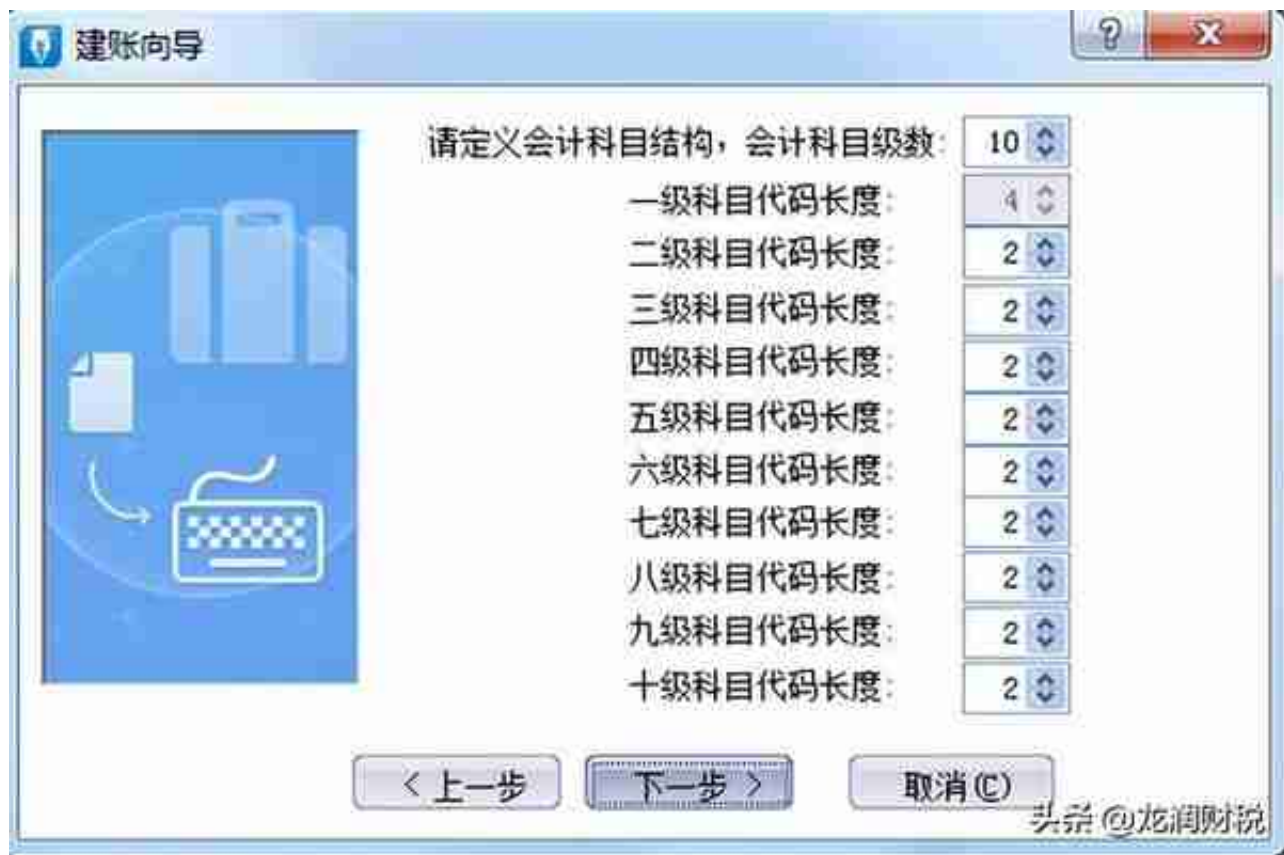 建账向导
请定义会计科目结构，会计科目级数: 10
一级科目代码长度: 4
二级科目代码长度: 2
三级科目代码长度: 2
四级科目代码长度: 2
五级科目代码长度: 2
六级科目代码长度: 2
七级科目代码长度: 2
八级科目代码长度: 2
九级科目代码长度: 2
十级科目代码长度: 2
<上一步 下一步> 取消(C)
头条 @龙润财税